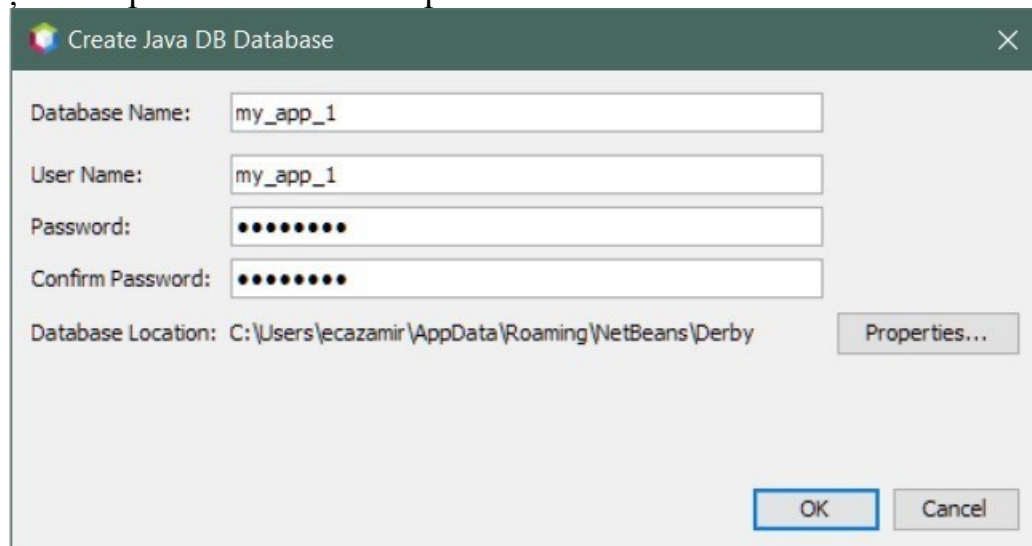 Create Java DB Database
Database Name: my_app_1
User Name: my_app_1
Password: ●●●●●●●●
Confirm Password: ●●●●●●●●
Database Location: C:\Users\ecazamir\AppData\Roaming\NetBeans\Derby Properties...
OK Cancel